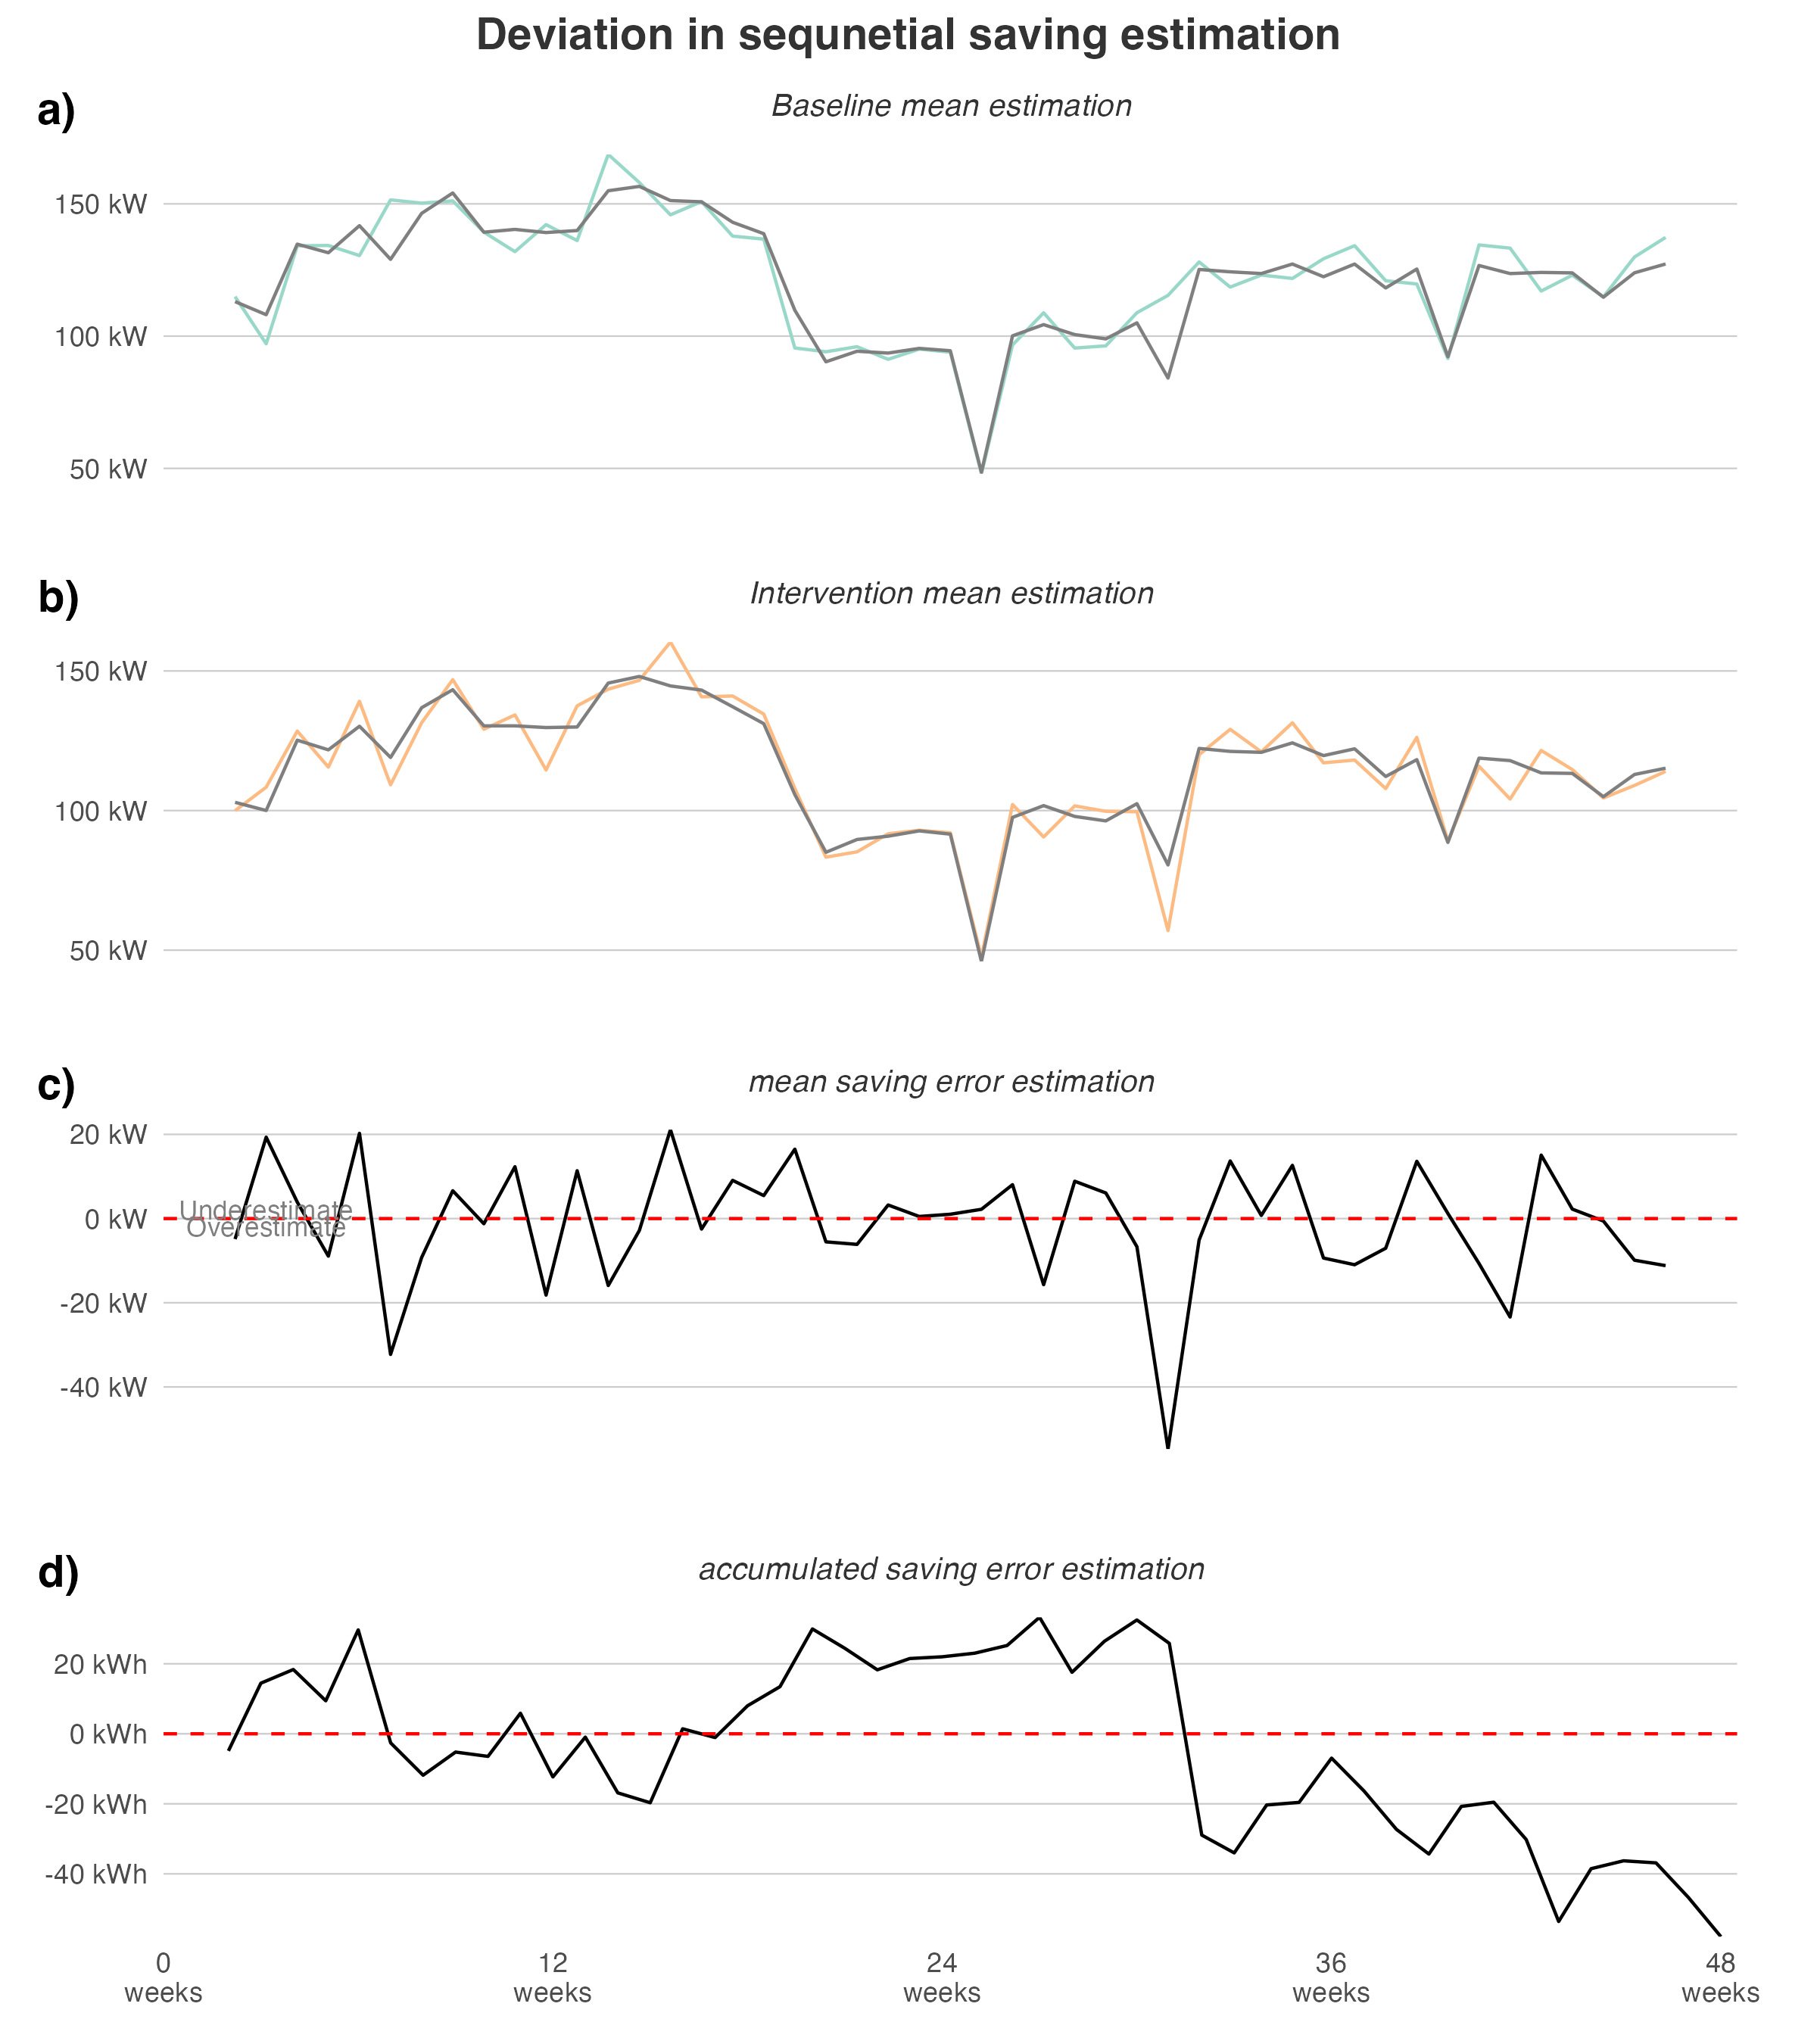 Deviation in sequnetial saving estimation
a)
Baseline mean estimation
150 kW
100 kW
50 kW
b)
Intervention mean estimation
150 kW
100 kW
50 kW
c)
mean saving error estimation
20 kW
Underestimate
0 kW
Overestimate
-20 kW
-40 kW
d)
accumulated saving error estimation
20 kWh
0 kWh
-20 kWh
-40 kWh
0 12 24 36 48
weeks weeks weeks weeks weeks